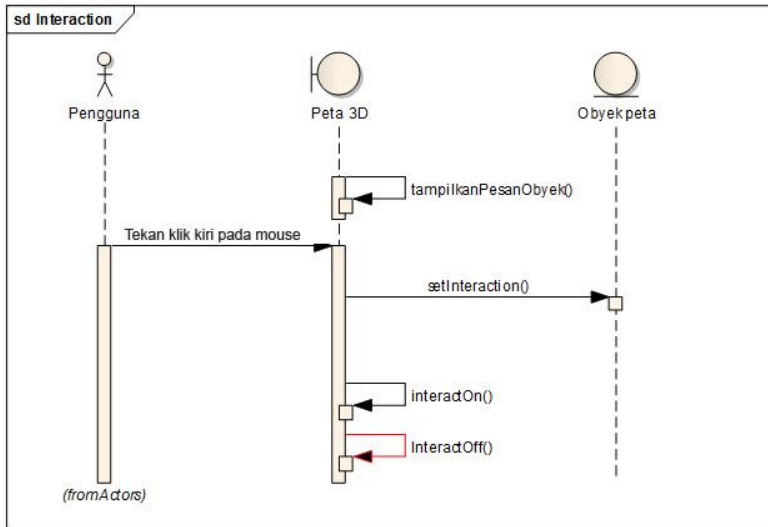 sd Interaction
Pengguna
Peta 3D
Obyek peta
tampilkanPesanObyek()
Tekan klik kiri pada mouse
setInteraction()
interactOn()
InteractOff()
(fromActors)